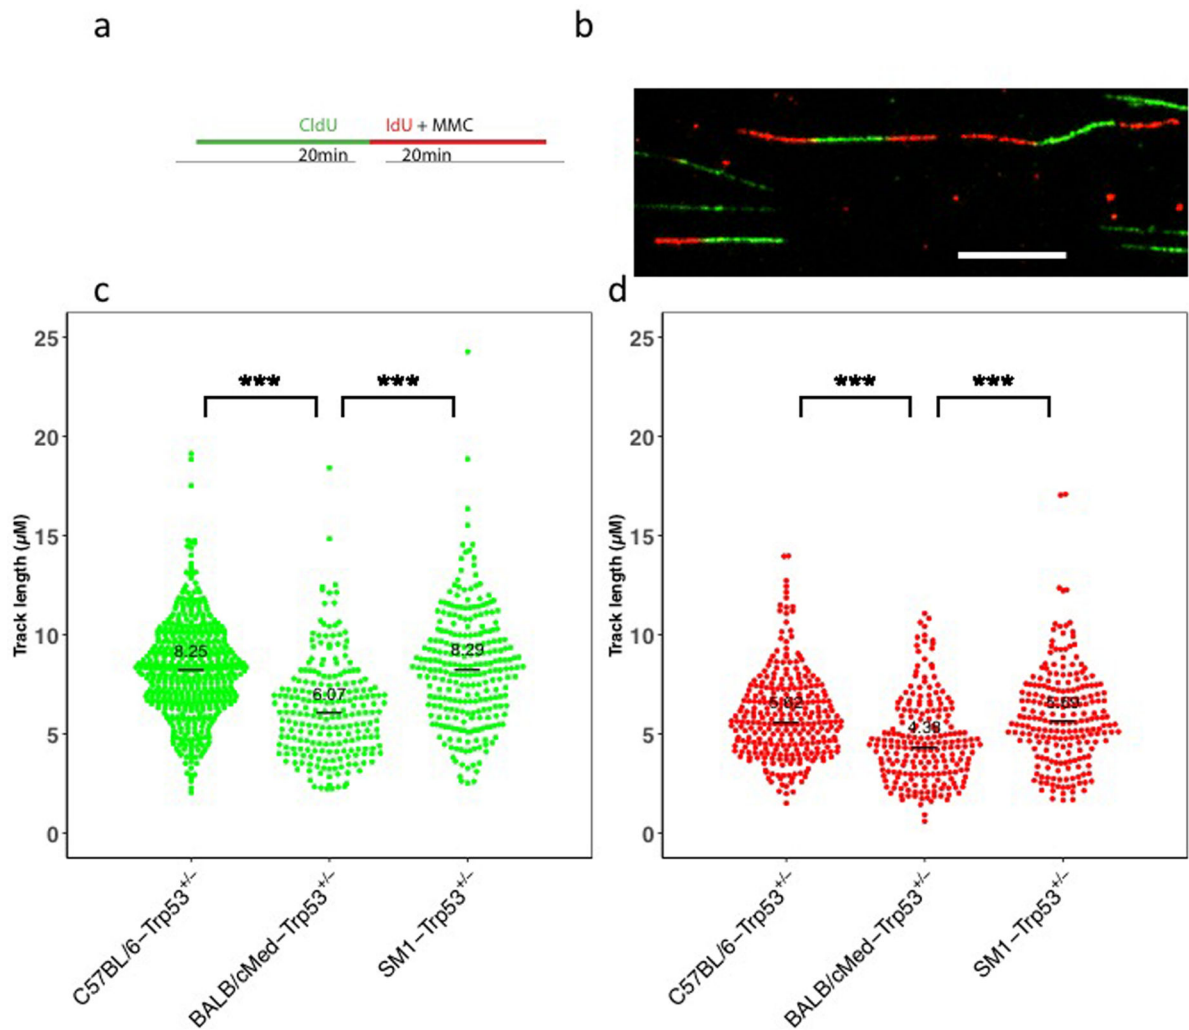 a
b
CldU
IdU + MMC
20min
20min
c
d
25
20
15
10
5
0
Track length (µM)
***
***
8.25
6.07
8.29
C57BL/6–Trp53+/–
BALB/cMed–Trp53+/–
SM1–Trp53+/–
25
20
15
10
5
0
Track length (µM)
***
***
4.38
C57BL/6–Trp53+/–
BALB/cMed–Trp53+/–
SM1–Trp53+/–